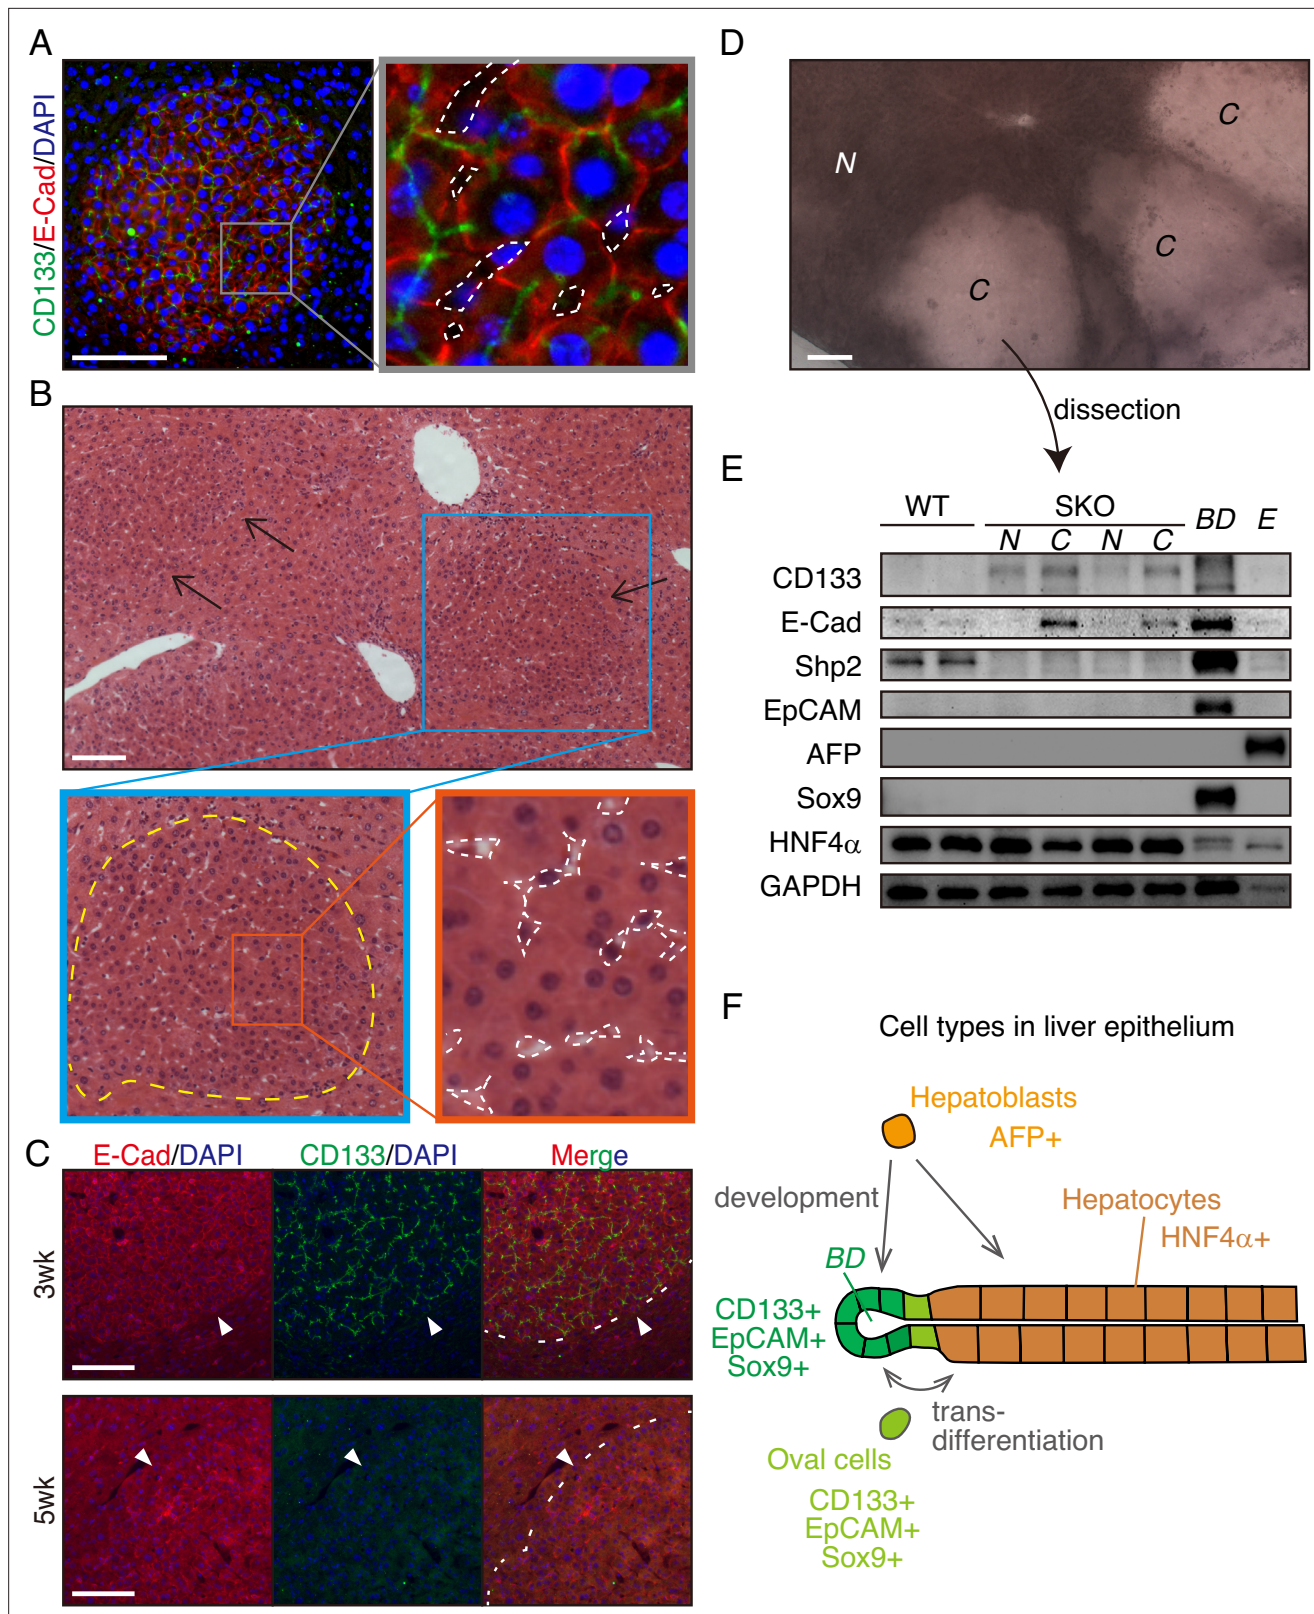 A
CD133/E-Cad/DAPI
B
C
E-Cad/DAPI
CD133/DAPI
Merge
3wk
5wk
D
N
C
C
C
dissection
E
WT
SKO
BD
E
N
C
N
C
CD133
E-Cad
Shp2
EpCAM
AFP
Sox9
HNF4α
GAPDH
F
Cell types in liver epithelium
Hepatoblasts
AFP+
development
Hepatocytes
HNF4α+
BD
CD133+
EpCAM+
Sox9+
trans-
differentiation
Oval cells
CD133+
EpCAM+
Sox9+